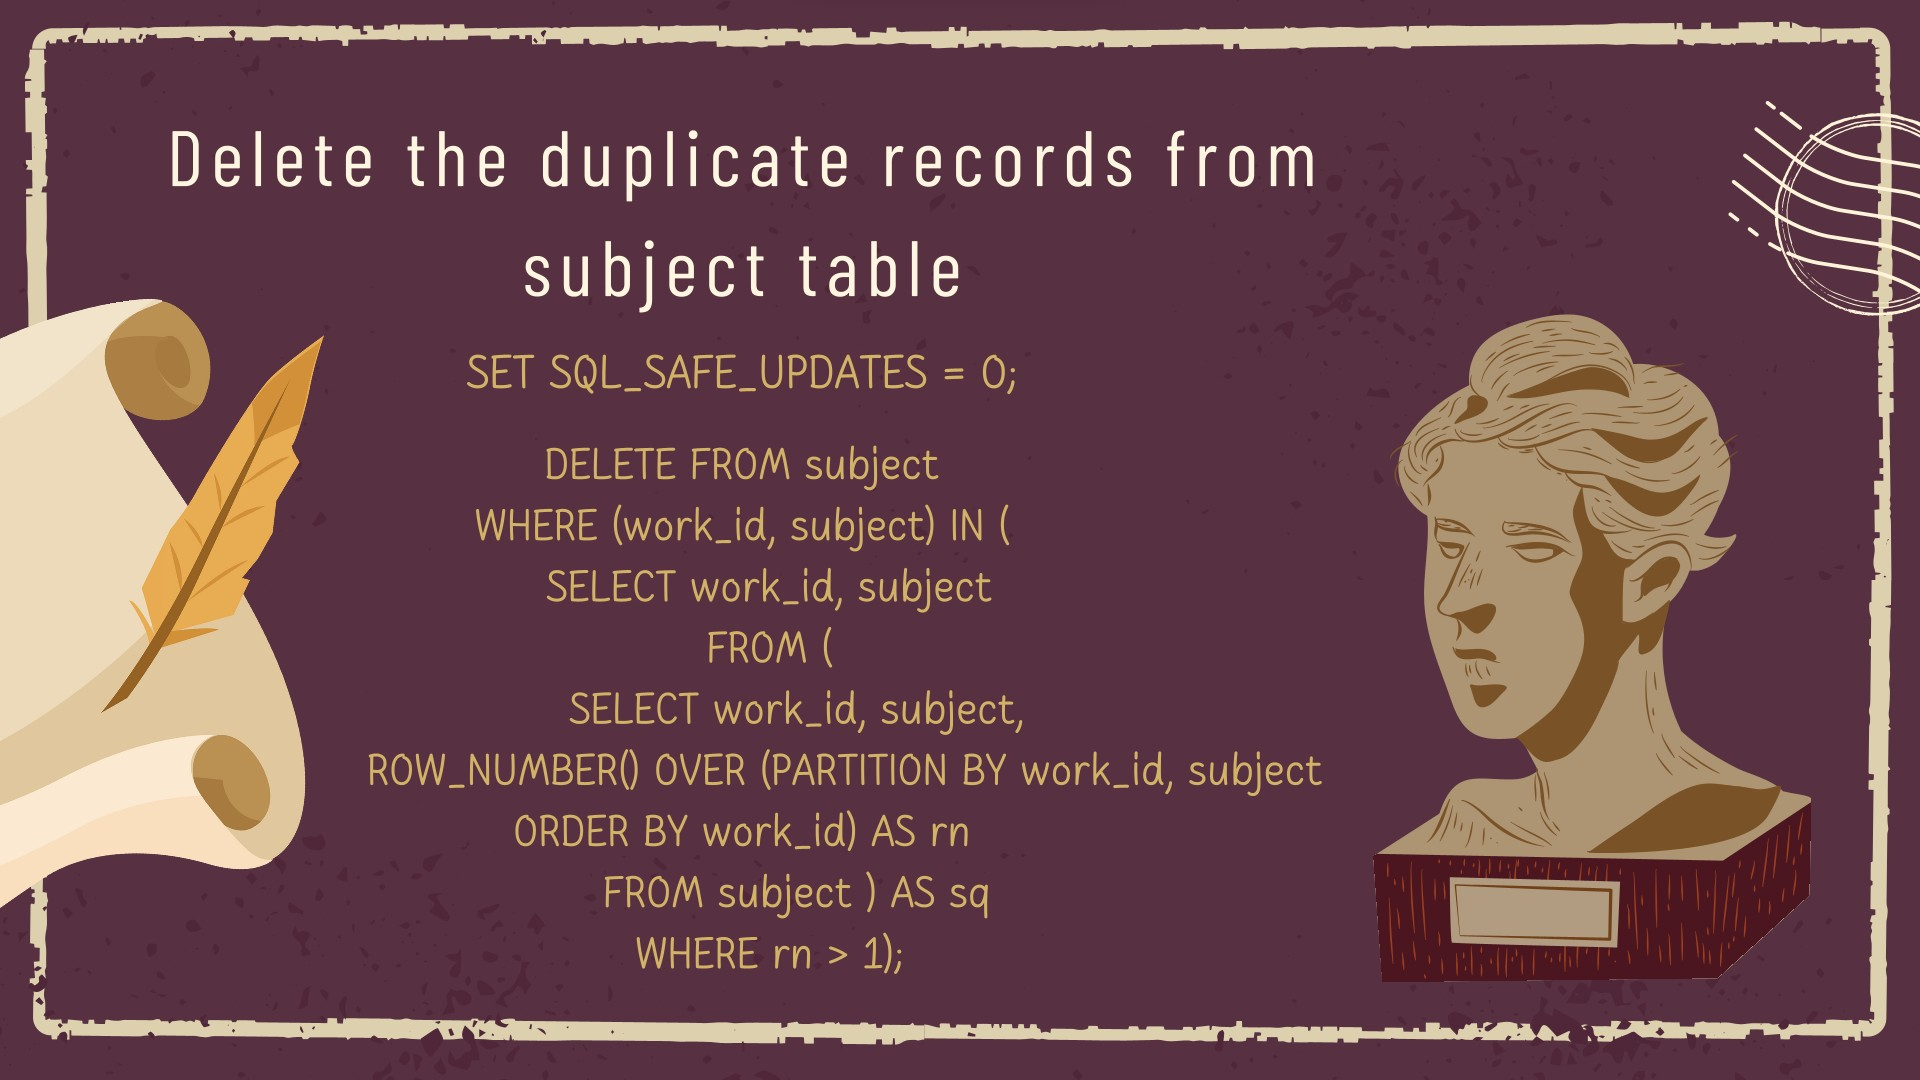 Delete the duplicate records from
subject table
SET SQL_SAFE_UPDATES = 0;
DELETE FROM subject
WHERE (work_id, subject) IN (
SELECT work_id, subject
FROM (
SELECT work_id, subject,
ROW_NUMBER() OVER (PARTITION BY work_id, subject
ORDER BY work_id) AS rn
FROM subject ) AS sq
WHERE rn > 1);